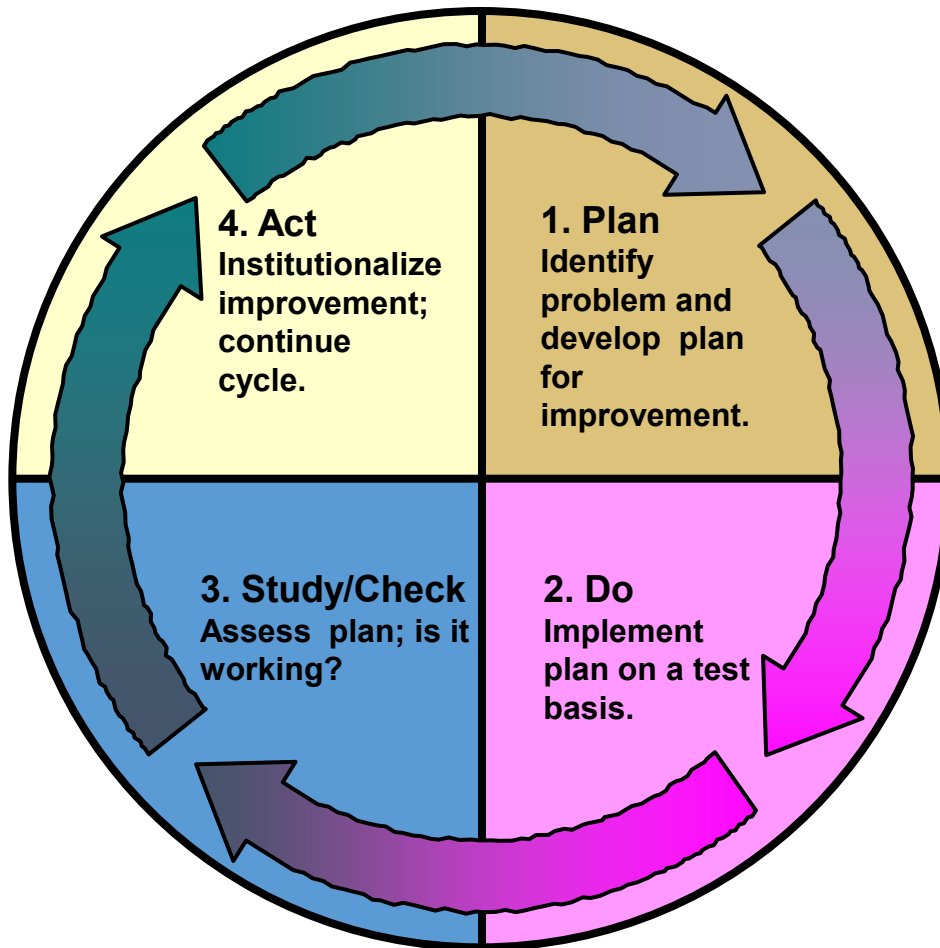 1. Plan
Identify
problem and
develop  plan
for
improvement.
2. Do
Implement
plan on a test
basis.
3. Study/Check
Assess  plan; is it
working?
4. Act
Institutionalize
improvement;
continue
cycle.